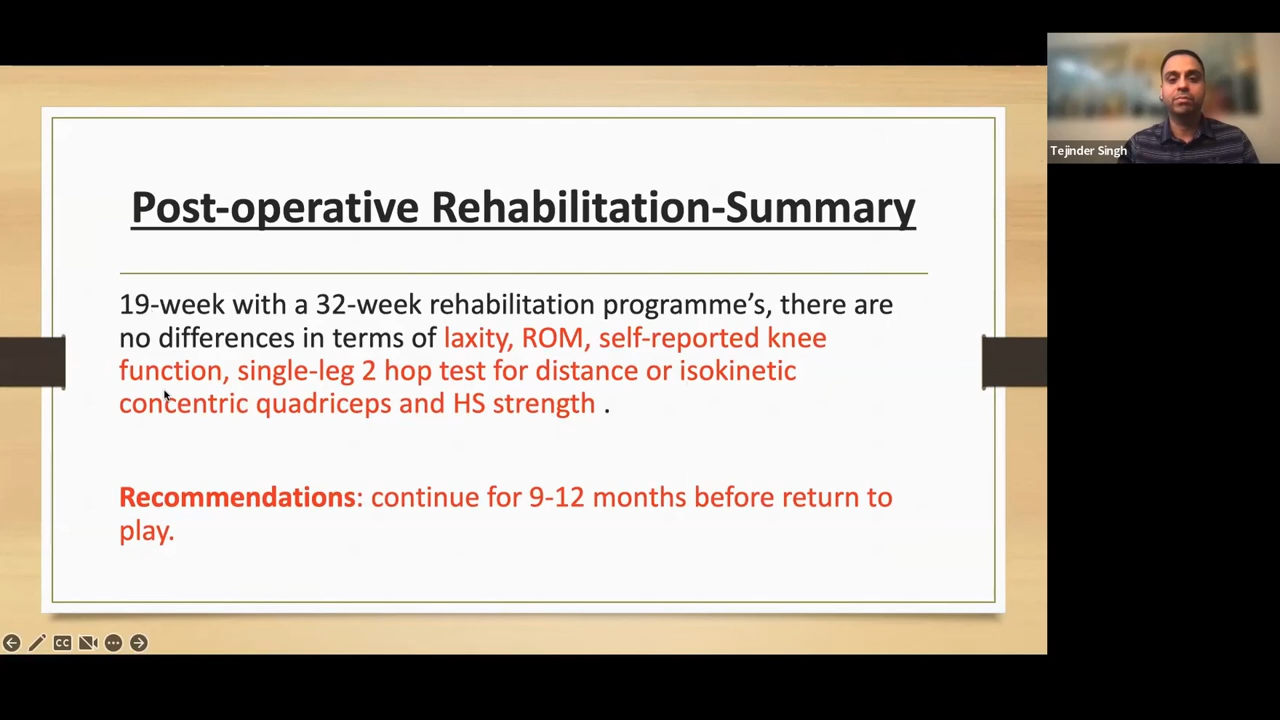 Post-operative Rehabilitation-Summary
19-week with a 32-week rehabilitation programme’s, there are
no differences in terms of laxity, ROM, self-reported knee
function, single-leg 2 hop test for distance or isokinetic
concentric quadriceps and HS strength .
Recommendations: continue for 9-12 months before return to
play.
Tejinder Singh
CC